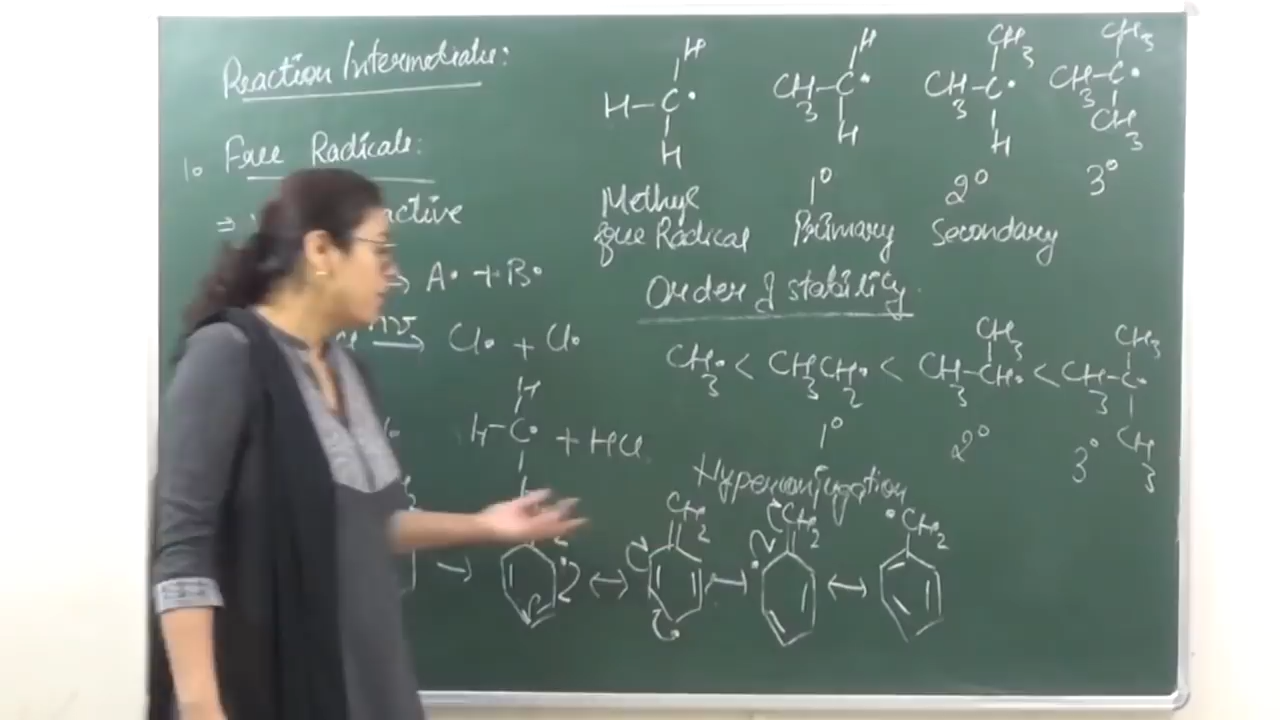 Reaction Intermediate:
1. Free Radicals:
⇒ active
→ A• + B•
hν → Cl• + Cl•
H
H–C• + HCl
→ ↔ CH2 ↔ CH2 ↔ •CH2
H
H–C•
H
Methyl
free Radical
H
CH3–C•
H
1°
Primary
CH3
CH3–C•
H
2°
Secondary
CH3
CH3–C•
CH3
3°
Order of stability
CH3• < CH3CH2• < CH3–CH• < CH3–C•
CH3
CH3
CH3
1° 2° 3°
Hyperconjugation